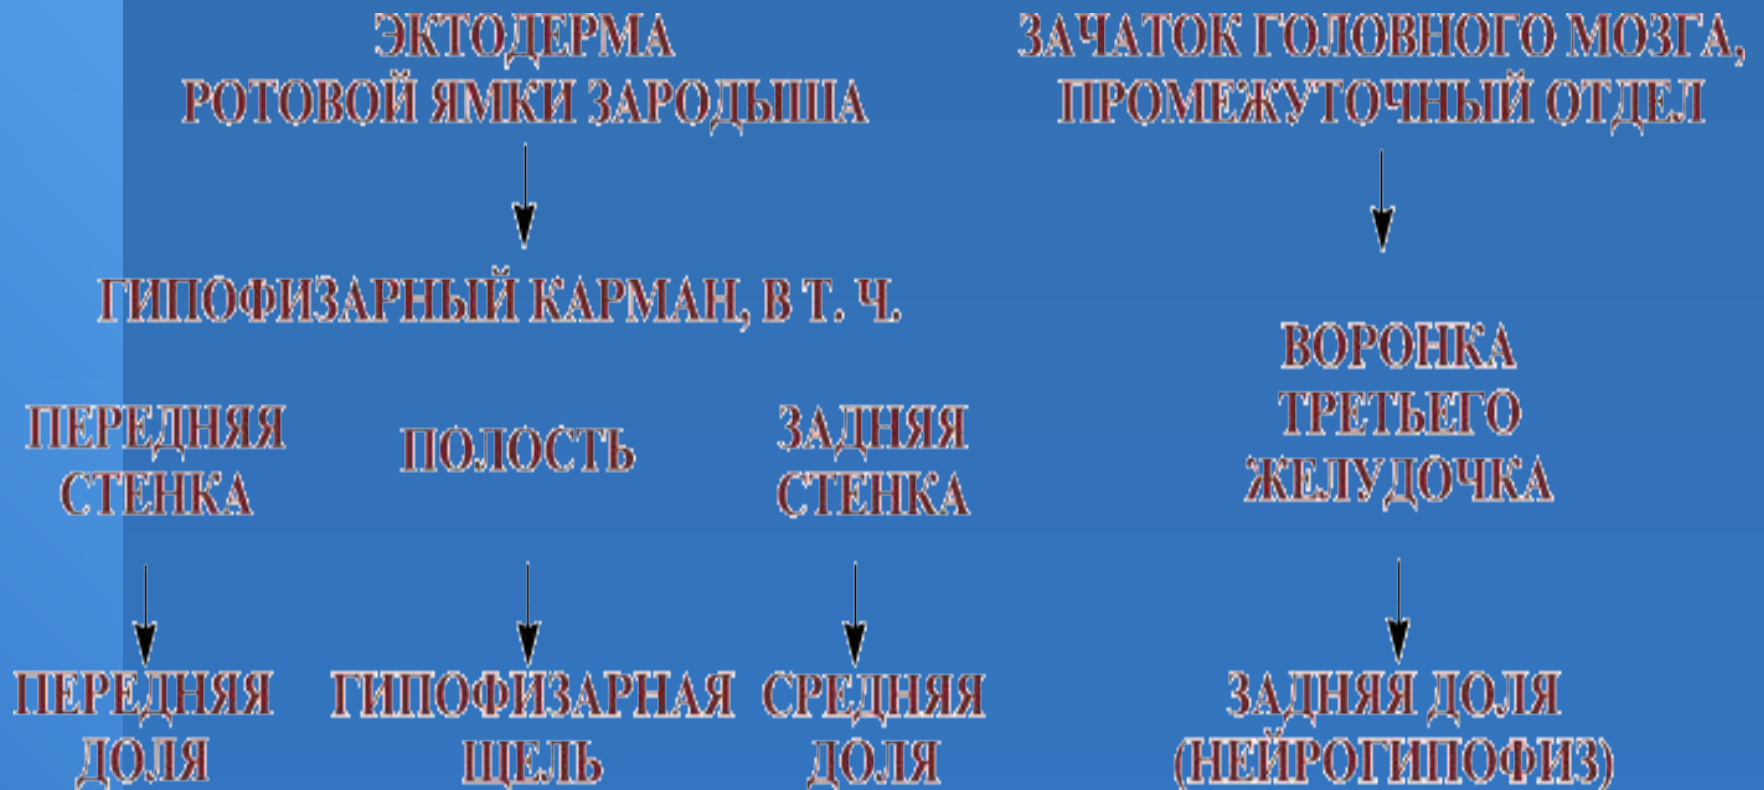 ЭКТОДЕРМА
РОТОВОЙ ЯМКИ ЗАРОДЫША
ЗАЧАТОК ГОЛОВНОГО МОЗГА,
ПРОМЕЖУТОЧНЫЙ ОТДЕЛ
ГИПОФИЗАРНЫЙ КАРМАН, В Т. Ч.
ПЕРЕДНЯЯ
СТЕНКА
ПОЛОСТЬ
ЗАДНЯЯ
СТЕНКА
ВОРОНКА
ТРЕТЬЕГО
ЖЕЛУДОЧКА
ПЕРЕДНЯЯ
ДОЛЯ
ГИПОФИЗАРНАЯ
ЩЕЛЬ
СРЕДНЯЯ
ДОЛЯ
ЗАДНЯЯ ДОЛЯ
(НЕЙРОГИПОФИЗ)